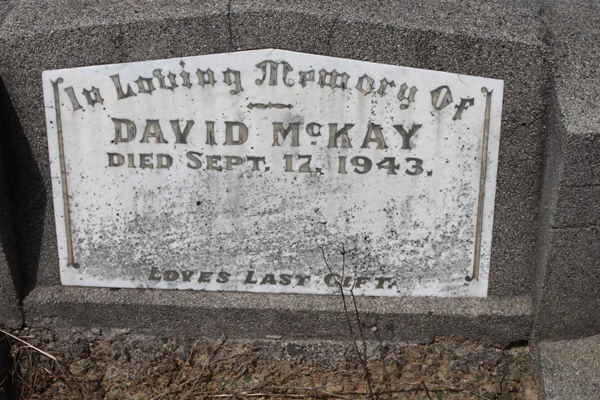 In Loving Memory Of
DAVID McKAY
DIED SEPT. 17, 1943.
LOVES LAST GIFT.